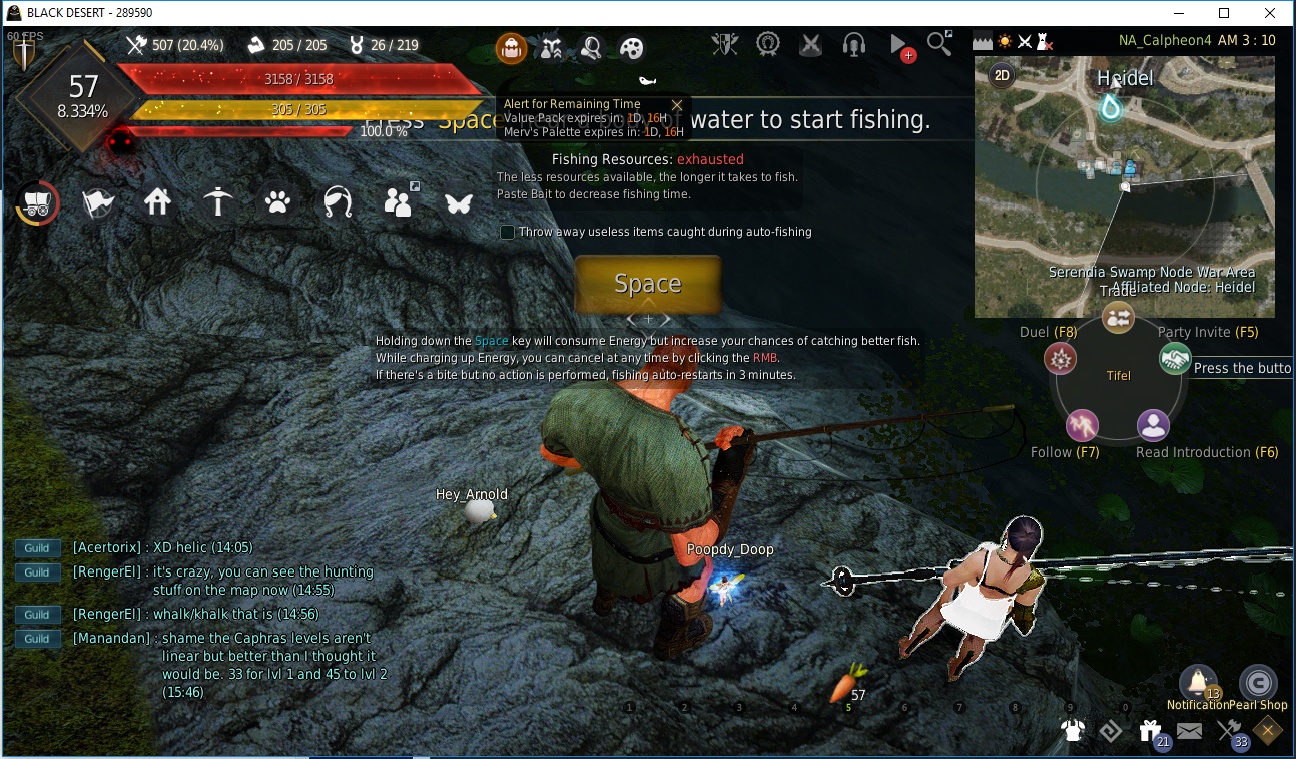 BLACK DESERT - 289590
60 FPS
507 (20.4%)
205 / 205
26 / 219
NA_Calpheon4 AM 3 : 10
57
8.334%
3158 / 3158
305 / 305
100.0 %
Alert for Remaining Time
Value Pack expires in: 1D, 16H
Merv's Palette expires in: 1D, 16H
Press Space of water to start fishing.
Fishing Resources: exhausted
The less resources available, the longer it takes to fish.
Paste Bait to decrease fishing time.
Throw away useless items caught during auto-fishing
Space
Holding down the Space key will consume Energy but increase your chances of catching better fish.
While charging up Energy, you can cancel at any time by clicking the RMB.
If there's a bite but no action is performed, fishing auto-restarts in 3 minutes.
2D
Heidel
Serendia Swamp Node War Area
Affiliated Node: Heidel
Trade
Duel (F8)
Party Invite (F5)
Press the butto
Tifel
Follow (F7)
Read Introduction (F6)
Hey_Arnold
Poopdy_Doop
Guild [Acertorix] : XD helic (14:05)
Guild [RengerEl] : it's crazy, you can see the hunting
stuff on the map now (14:55)
Guild [RengerEl] : whalk/khalk that is (14:56)
Guild [Manandan] : shame the Caphras levels aren't
linear but better than I thought it
would be. 33 for lvl 1 and 45 to lvl 2
(15:46)
57
1 2 3 4 5 6 7 8 9 0
13
Notification
Pearl Shop
21
33